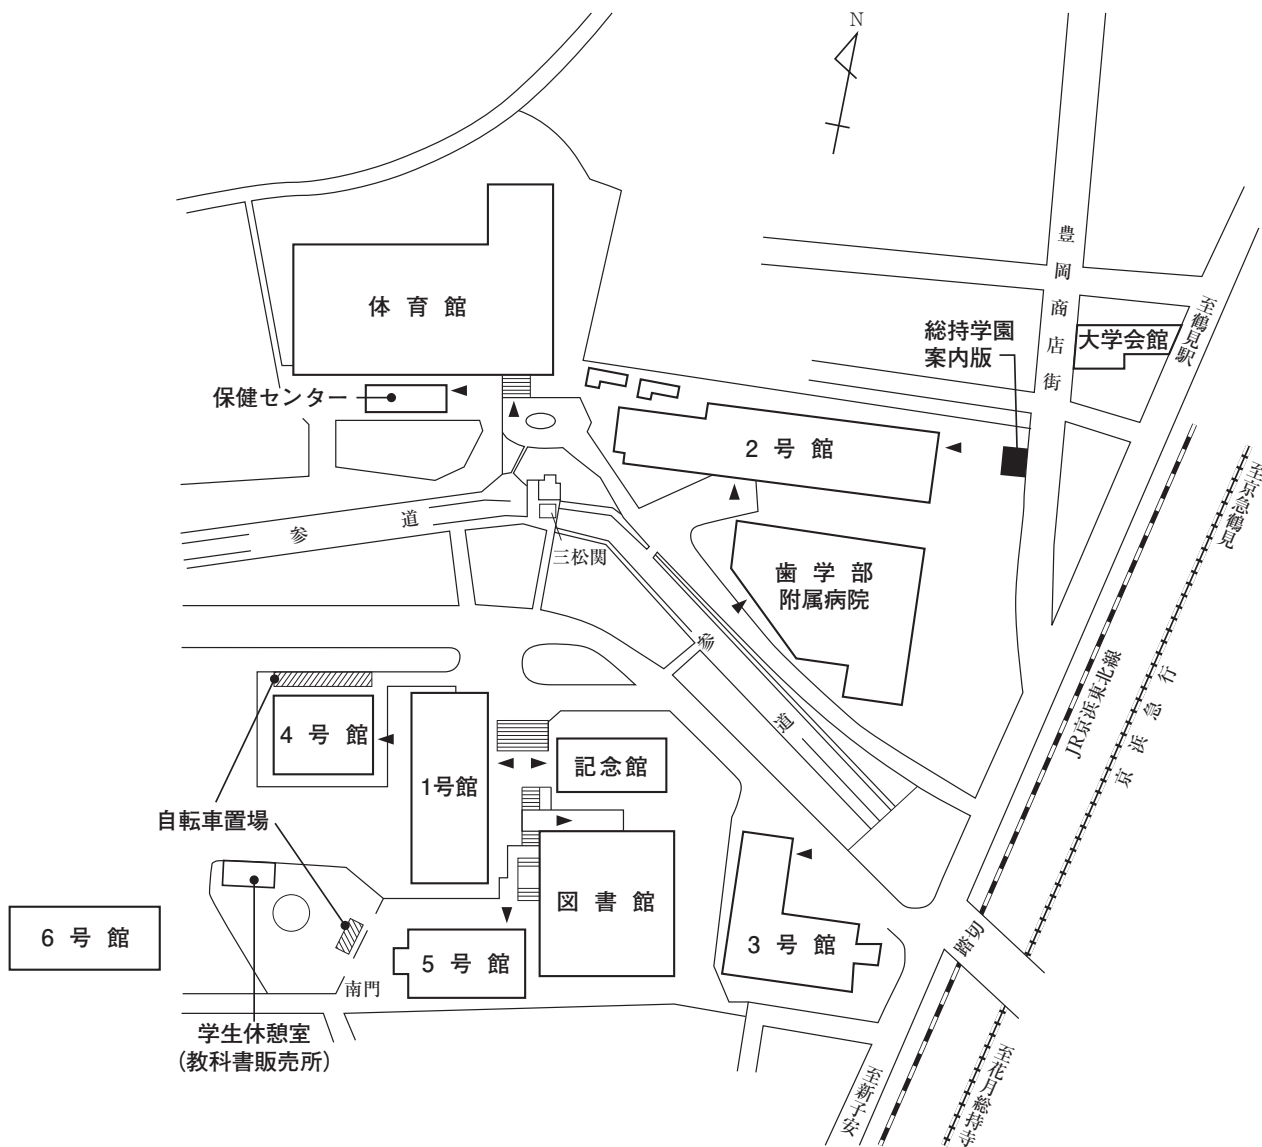 N
豊岡商店街
至鶴見駅
体育館
総持学園
案内版
大学会館
保健センター
2号館
至京急鶴見
参道
三松関
歯学部
附属病院
参道
JR京浜東北線
京浜急行
4号館
1号館
記念館
自転車置場
図書館
6号館
5号館
3号館
踏切
南門
学生休憩室
(教科書販売所)
至新子安
至花月総持寺